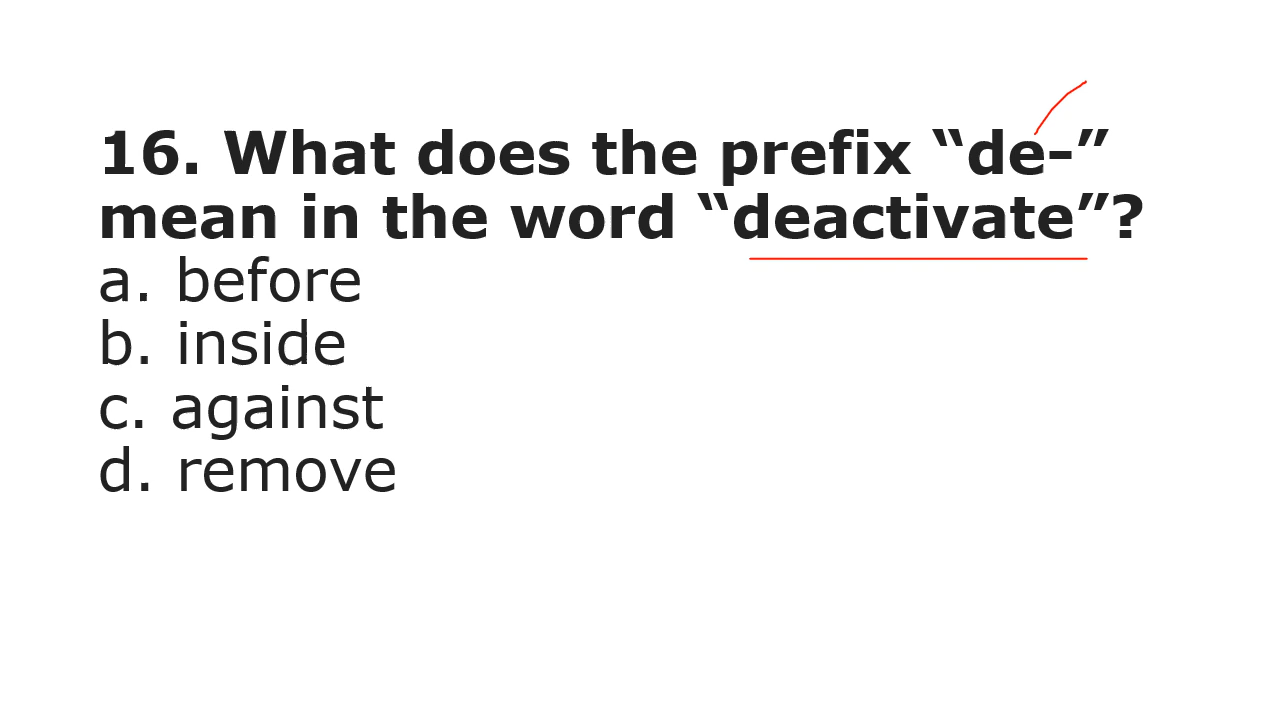 16. What does the prefix “de-”
mean in the word “deactivate”?
a. before
b. inside
c. against
d. remove